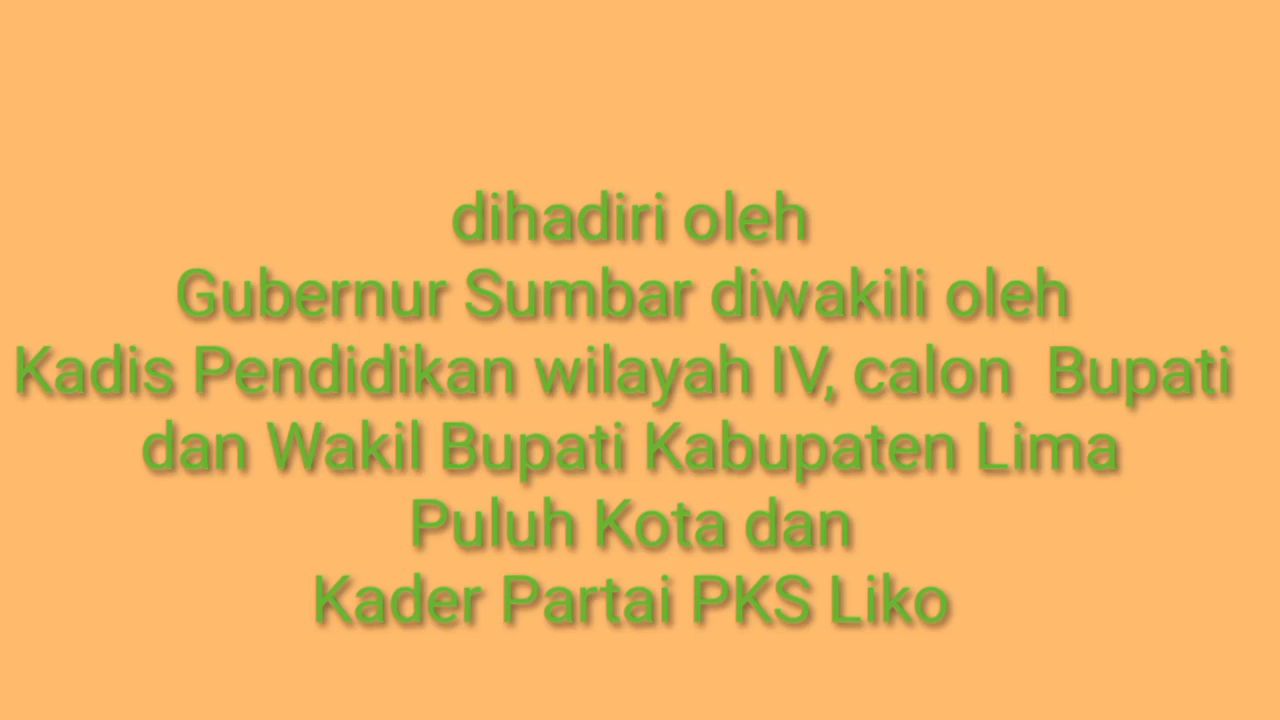 dihadiri oleh
Gubernur Sumbar diwakili oleh
Kadis Pendidikan wilayah IV, calon  Bupati
dan Wakil Bupati Kabupaten Lima
Puluh Kota dan
Kader Partai PKS Liko